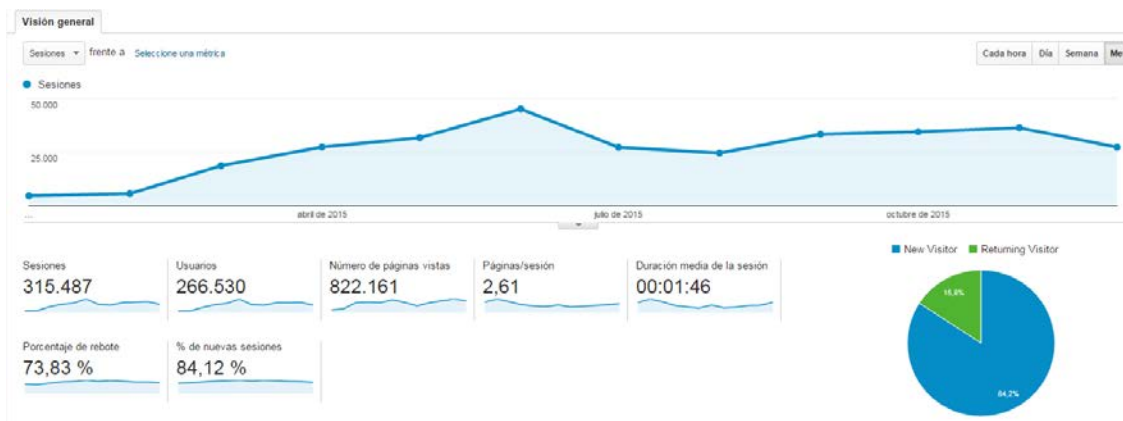 Visión general
Sesiones frente a Seleccione una métrica
Cada hora Día Semana Me
Sesiones
50.000
25.000
... abril de 2015 julio de 2015 octubre de 2015
New Visitor Returning Visitor
Sesiones Usuarios Número de páginas vistas Páginas/sesión Duración media de la sesión
315.487 266.530 822.161 2,61 00:01:46
15,8%
Porcentaje de rebote % de nuevas sesiones
73,83 % 84,12 %
84,2%